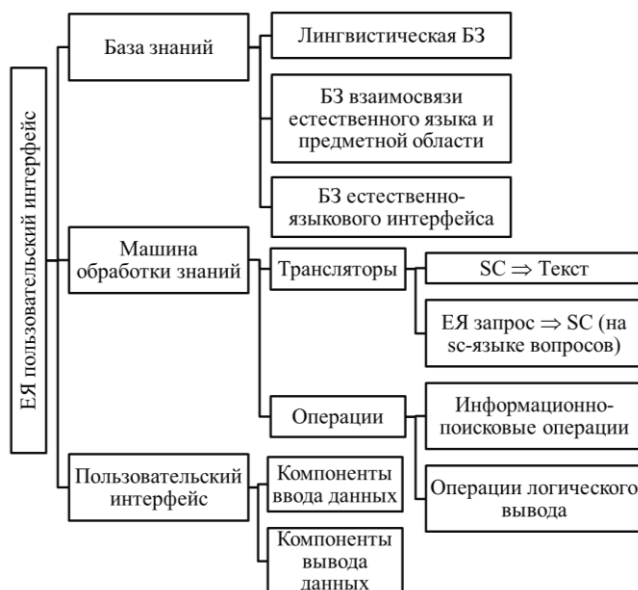 ЕЯ пользовательский интерфейс
База знаний
Лингвистическая БЗ
БЗ взаимосвязи
естественного языка и
предметной области
БЗ естественно-
языкового интерфейса
Машина
обработки знаний
Трансляторы
SC ⇒ Текст
ЕЯ запрос ⇒ SC (на
sc-языке вопросов)
Операции
Информационно-
поисковые операции
Операции логического
вывода
Пользовательский
интерфейс
Компоненты
ввода данных
Компоненты
вывода
данных